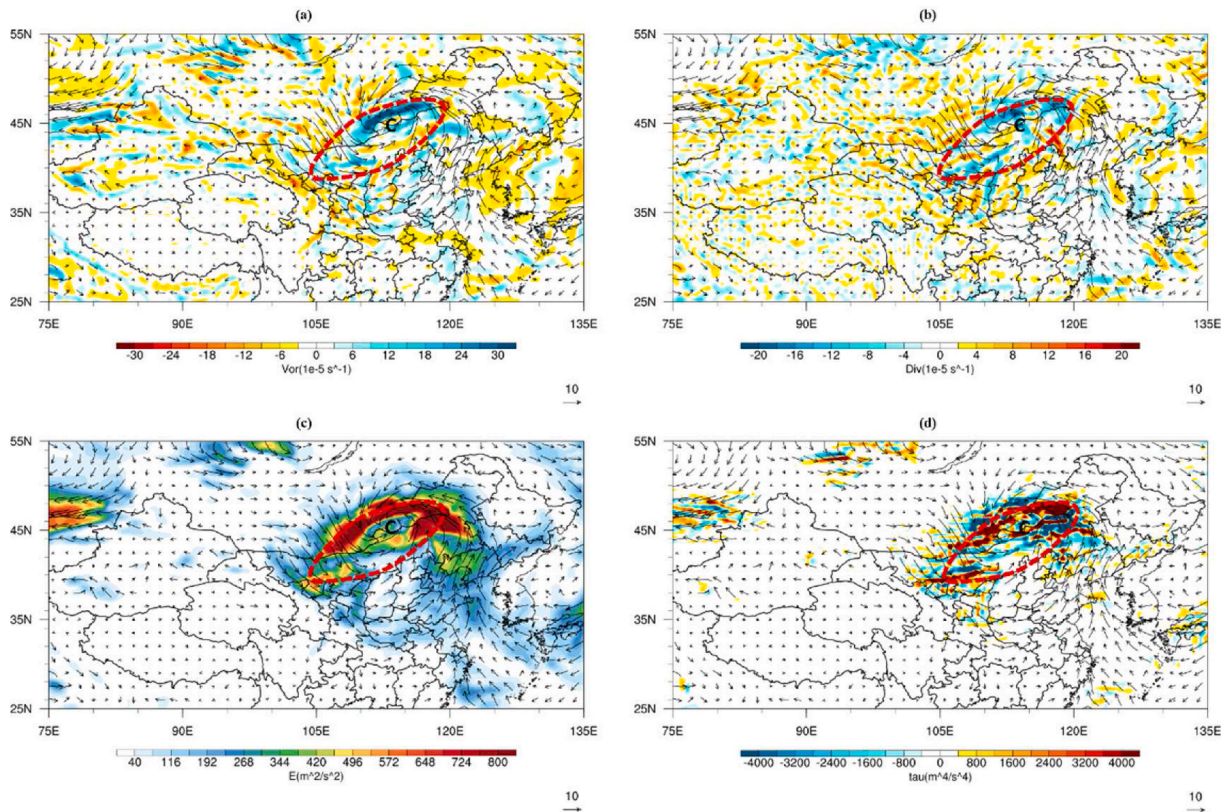 (a)
(b)
55N
45N
35N
25N
C
75E 90E 105E 120E 135E
-30 -24 -18 -12 -6 0 6 12 18 24 30
Vor(1e-5 s^-1)
10
55N
45N
35N
25N
C
75E 90E 105E 120E 135E
-20 -16 -12 -8 -4 0 4 8 12 16 20
Div(1e-5 s^-1)
10
(c)
(d)
55N
45N
35N
25N
C
75E 90E 105E 120E 135E
40 116 192 268 344 420 496 572 648 724 800
E(m^2/s^2)
10
55N
45N
35N
25N
C
75E 90E 105E 120E 135E
-4000 -3200 -2400 -1600 -800 0 800 1600 2400 3200 4000
tau(m^4/s^4)
10